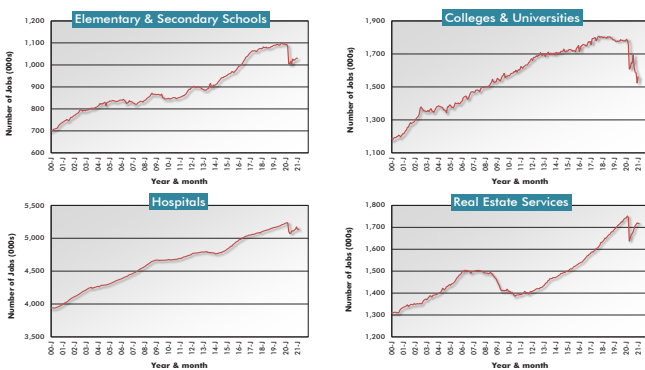 Elementary & Secondary Schools
Number of Jobs (000s)
1,200
1,100
1,000
900
800
700
600
00-J 01-J 02-J 03-J 04-J 05-J 06-J 07-J 08-J 09-J 10-J 11-J 12-J 13-J 14-J 15-J 16-J 17-J 18-J 19-J 20-J 21-J
Year & month
Colleges & Universities
Number of Jobs (000s)
1,900
1,700
1,500
1,300
1,100
00-J 01-J 02-J 03-J 04-J 05-J 06-J 07-J 08-J 09-J 10-J 11-J 12-J 13-J 14-J 15-J 16-J 17-J 18-J 19-J 20-J 21-J
Year & month
Hospitals
Number of Jobs (000s)
5,500
5,000
4,500
4,000
3,500
00-J 01-J 02-J 03-J 04-J 05-J 06-J 07-J 08-J 09-J 10-J 11-J 12-J 13-J 14-J 15-J 16-J 17-J 18-J 19-J 20-J 21-J
Year & month
Real Estate Services
Number of Jobs (000s)
1,800
1,700
1,600
1,500
1,400
1,300
1,200
00-J 01-J 02-J 03-J 04-J 05-J 06-J 07-J 08-J 09-J 10-J 11-J 12-J 13-J 14-J 15-J 16-J 17-J 18-J 19-J 20-J 21-J
Year & month